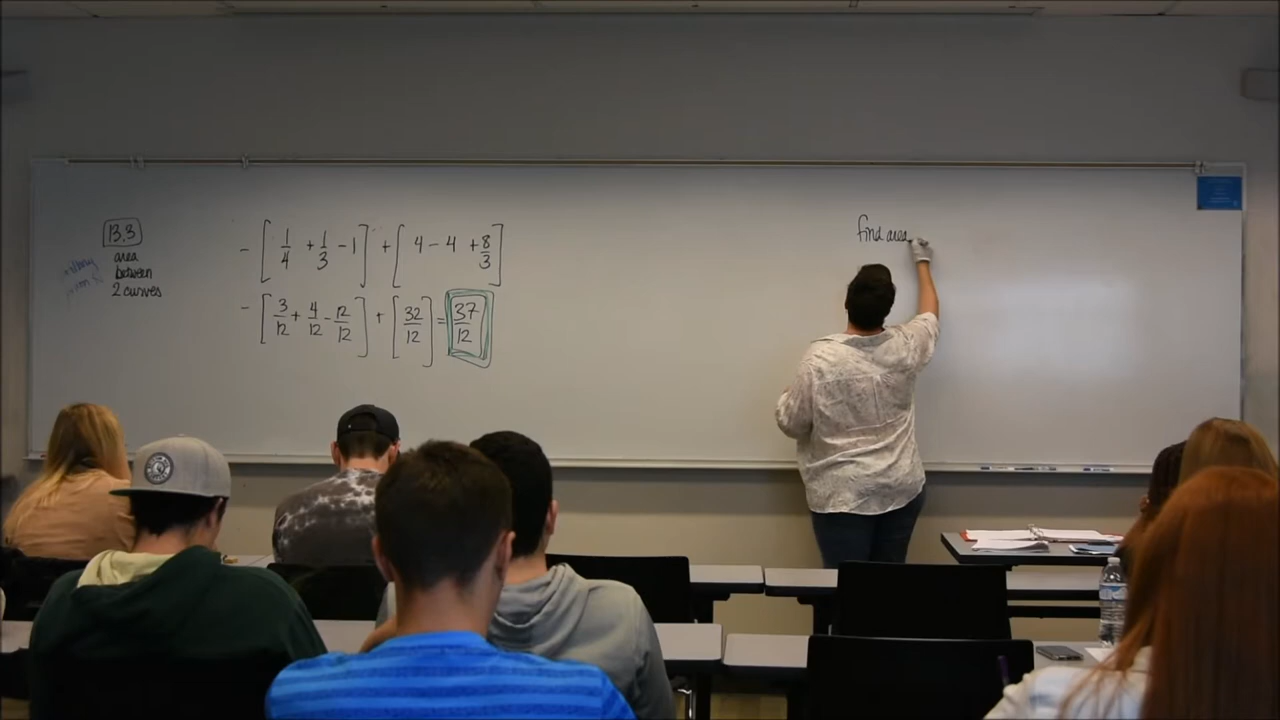 13.3
area
between
2 curves
- [ 1/4 + 1/3 - 1 ] + [ 4 - 4 + 8/3 ]
- [ 3/12 + 4/12 - 12/12 ] + [ 32/12 ] = 37/12
find area